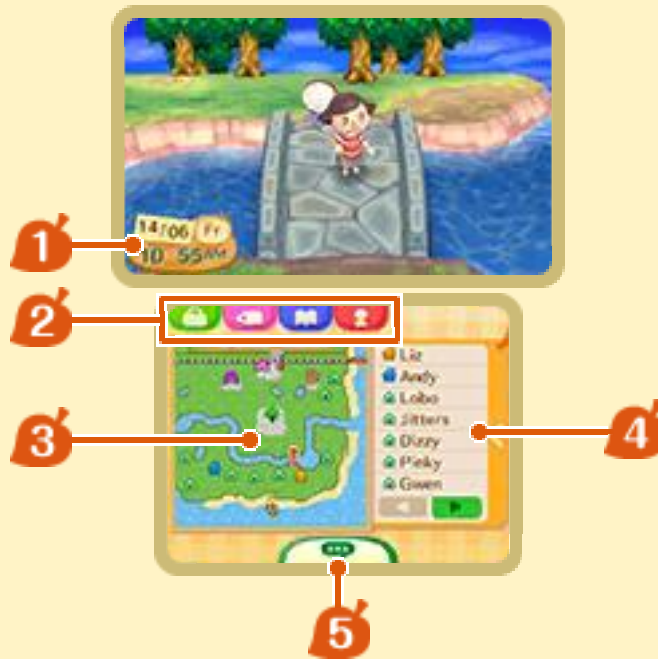 14/06 Fr
10 55 AM
1
2
3
Liz
Andy
Lobo
Jitters
Dizzy
Pinky
Gwen
4
5